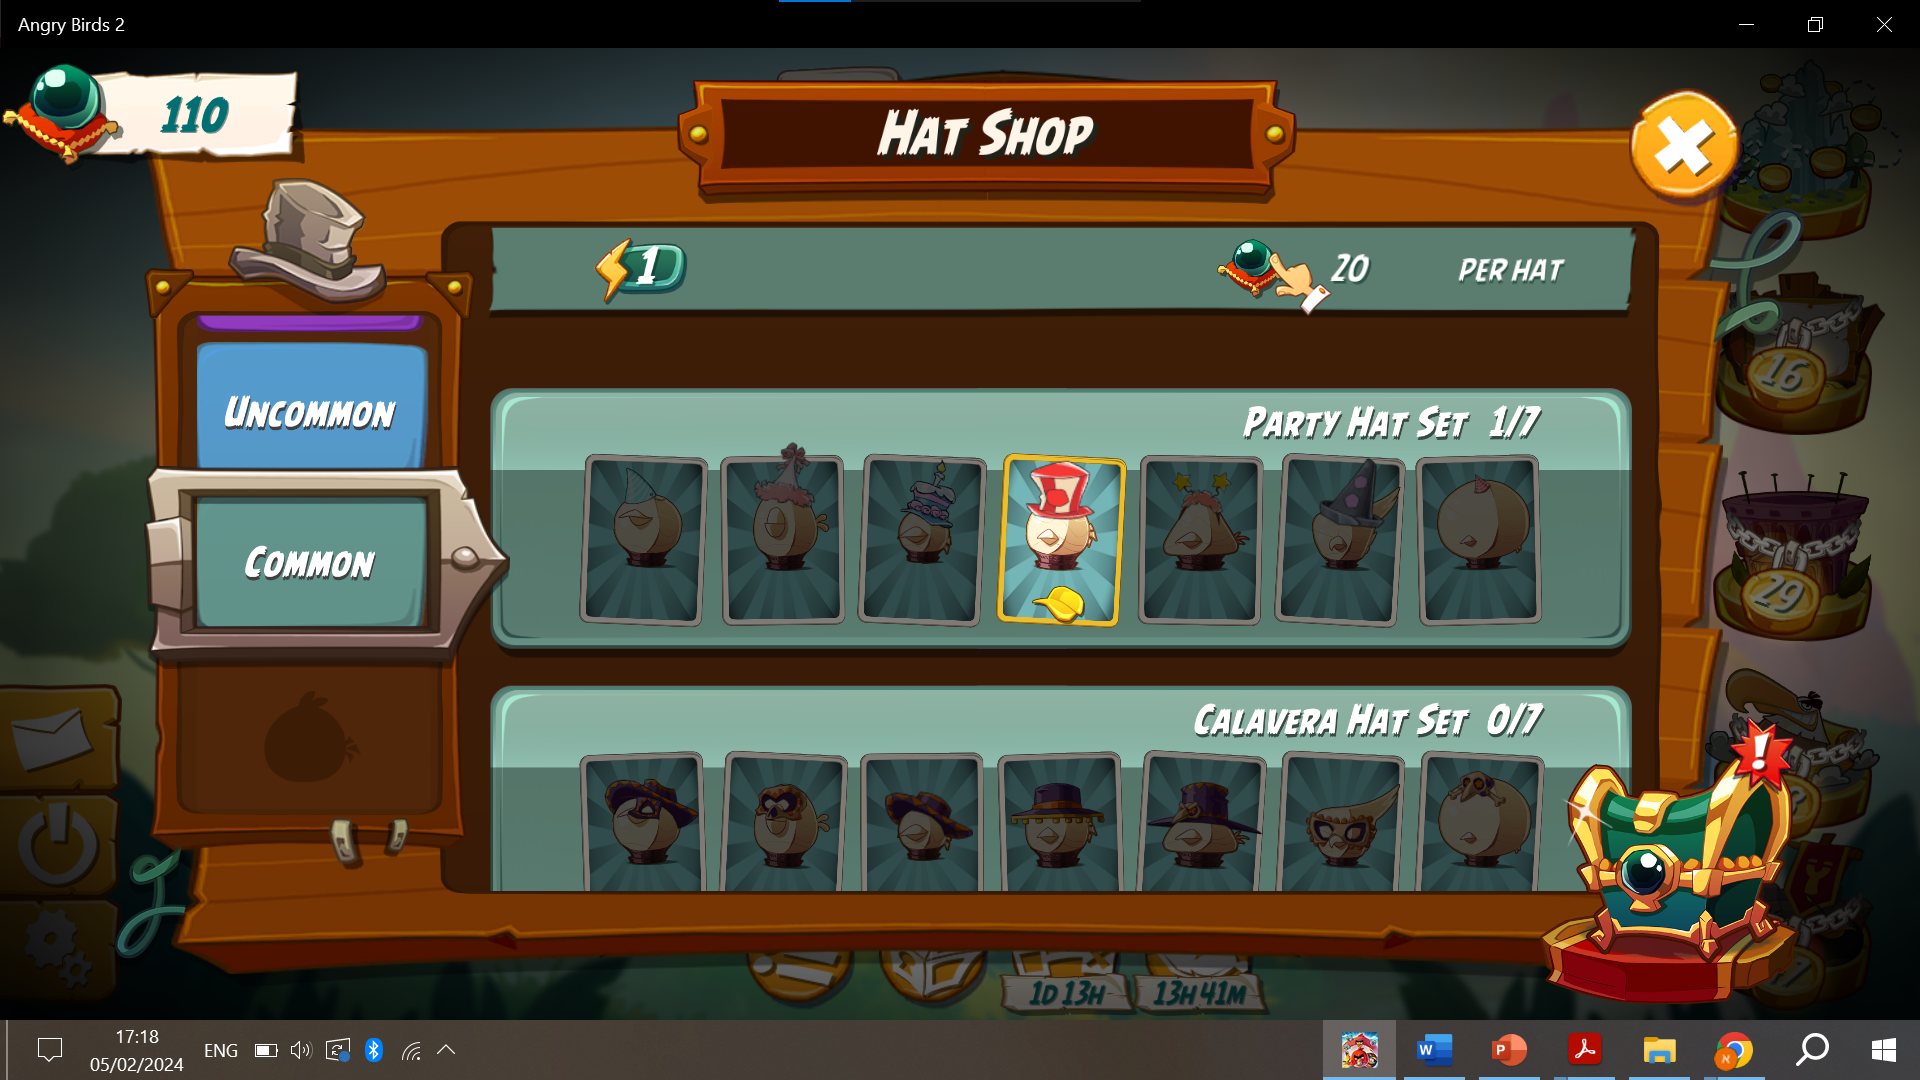 Angry Birds 2
110
HAT SHOP
1
20
PER HAT
UNCOMMON
COMMON
PARTY HAT SET 1/7
CALAVERA HAT SET 0/7
16
29
1D 13H
13H 41M
17:18
05/02/2024
ENG